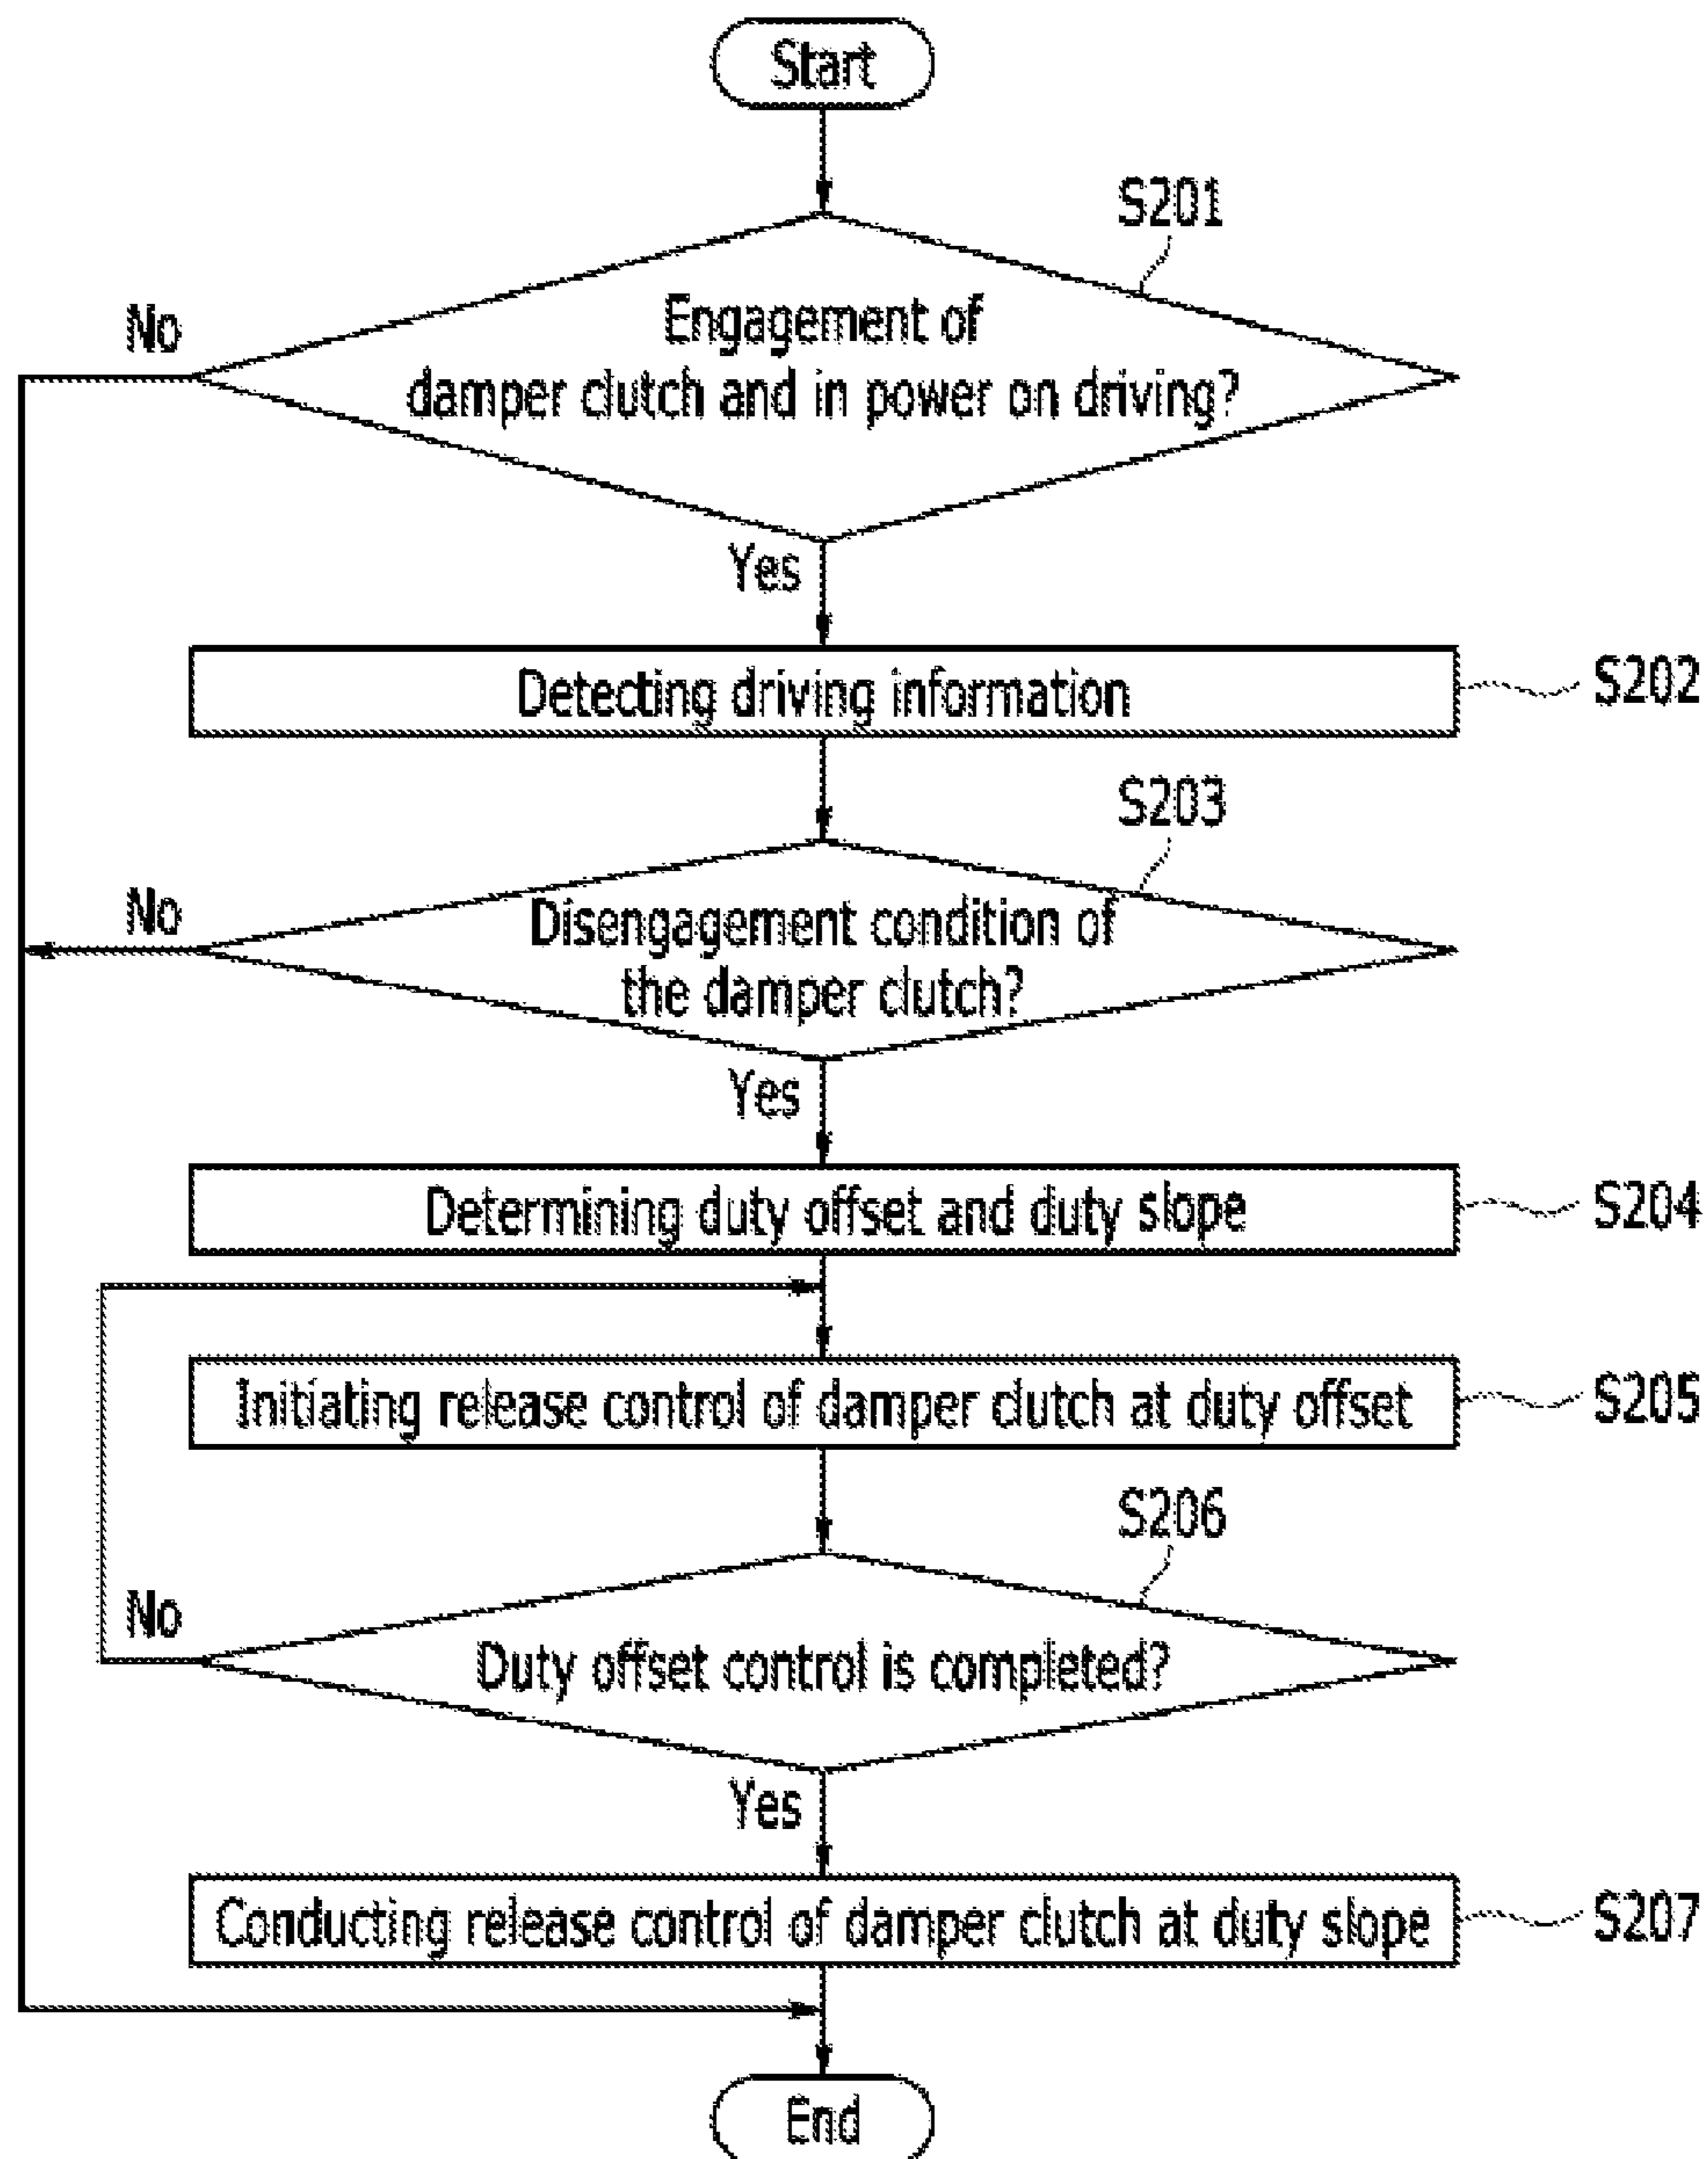 Start
S201
No
Engagement of
damper clutch and in power on driving?
Yes
Detecting driving information
S202
S203
No
Disengagement condition of
the damper clutch?
Yes
Determining duty offset and duty slope
S204
Initiating release control of damper clutch at duty offset
S205
S206
No
Duty offset control is completed?
Yes
Conducting release control of damper clutch at duty slope
S207
End